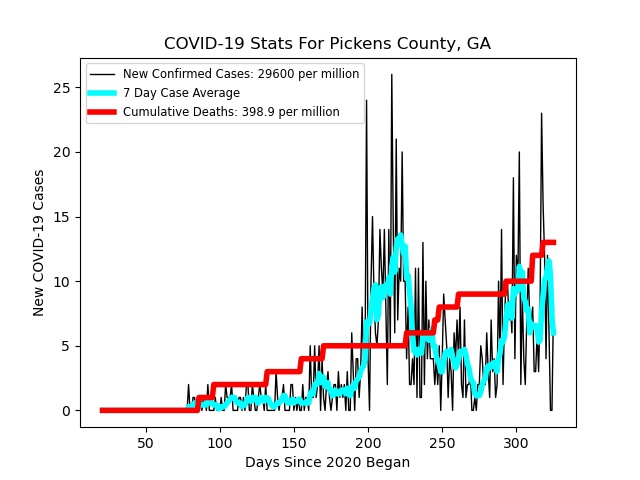 COVID-19 Stats For Pickens County, GA
New Confirmed Cases: 29600 per million
7 Day Case Average
Cumulative Deaths: 398.9 per million
New COVID-19 Cases
25
20
15
10
5
0
50 100 150 200 250 300
Days Since 2020 Began